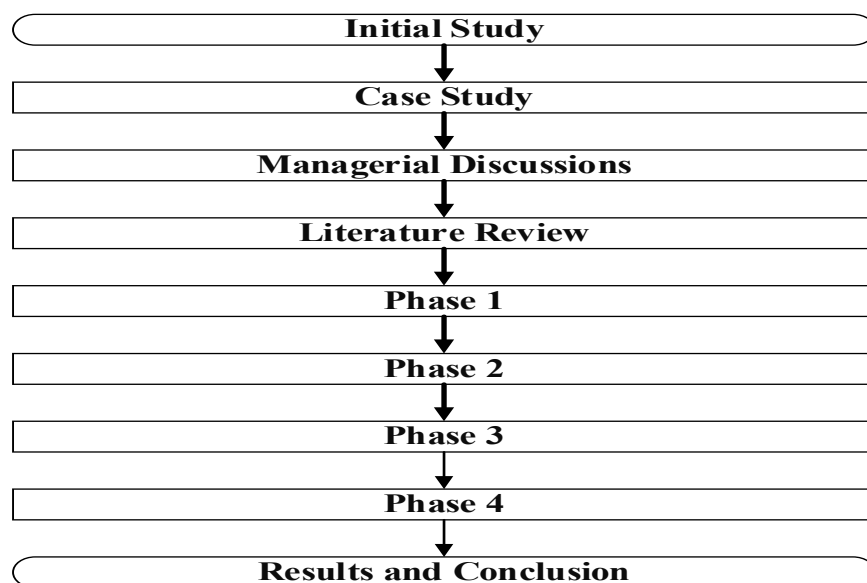 Initial Study
Case Study
Managerial Discussions
Literature Review
Phase 1
Phase 2
Phase 3
Phase 4
Results and Conclusion